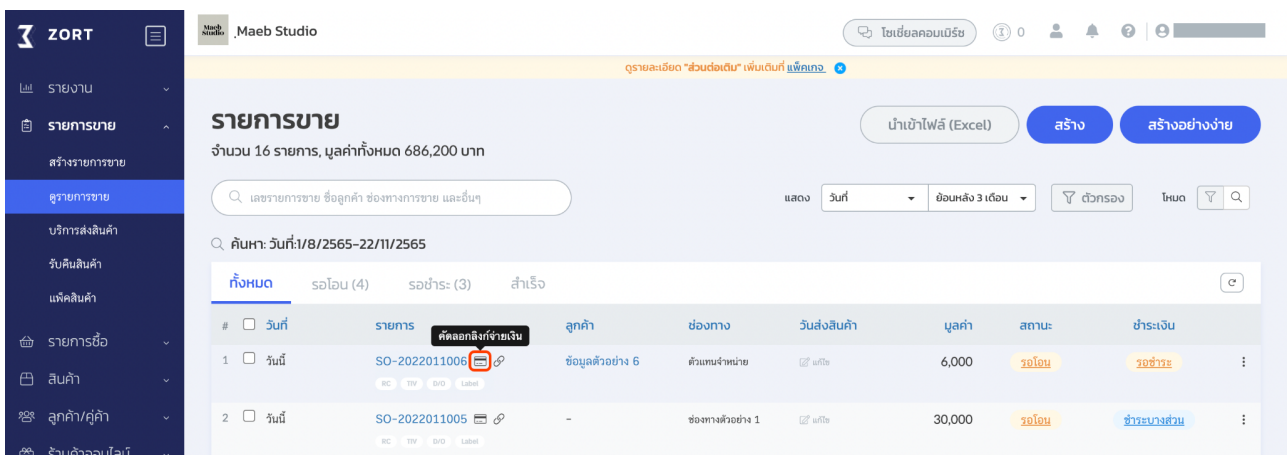 ZORT
Maeb Studio
.Maeb Studio
โซเชี่ยลคอมเมิร์ซ
0
ดูรายละเอียด "ส่วนต่อเติม" เพิ่มเติมที่ แพ็คเกจ
รายงาน
รายการขาย
สร้างรายการขาย
ดูรายการขาย
บริการส่งสินค้า
รับคืนสินค้า
แพ็คสินค้า
รายการซื้อ
สินค้า
ลูกค้า/คู่ค้า
ร้านค้าออนไลน์
รายการขาย
นำเข้าไฟล์ (Excel)
สร้าง
สร้างอย่างง่าย
จำนวน 16 รายการ, มูลค่าทั้งหมด 686,200 บาท
เลขรายการขาย ชื่อลูกค้า ช่องทางการขาย และอื่นๆ
แสดง วันที่ ย้อนหลัง 3 เดือน ตัวกรอง โหมด
ค้นหา: วันที่:1/8/2565-22/11/2565
ทั้งหมด รอโอน (4) รอชำระ (3) สำเร็จ
คัดลอกลิงก์จ่ายเงิน
# วันที่ รายการ ลูกค้า ช่องทาง วันส่งสินค้า มูลค่า สถานะ ชำระเงิน
1 วันนี้ SO-2022011006 ข้อมูลตัวอย่าง 6 ตัวแทนจำหน่าย แก้ไข 6,000 รอโอน รอชำระ
RC TIV D/O Label
2 วันนี้ SO-2022011005 - ช่องทางตัวอย่าง 1 แก้ไข 30,000 รอโอน ชำระบางส่วน
RC TIV D/O Label